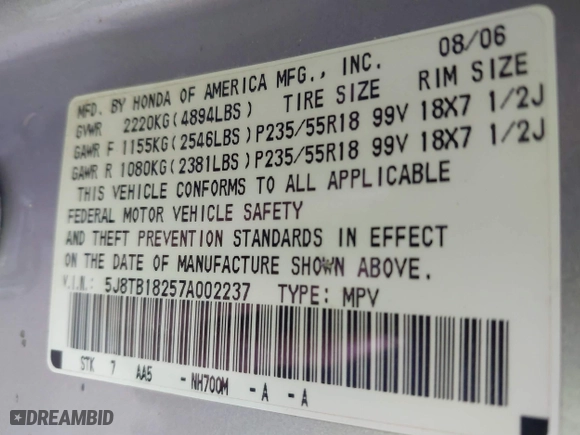 MFD. BY HONDA OF AMERICA MFG., INC. 08/06
GVWR 2220KG(4894LBS) TIRE SIZE RIM SIZE
GAWR F 1155KG(2546LBS)P235/55R18 99V 18X7 1/2J
GAWR R 1080KG(2381LBS)P235/55R18 99V 18X7 1/2J
THIS VEHICLE CONFORMS TO ALL APPLICABLE
FEDERAL MOTOR VEHICLE SAFETY
AND THEFT PREVENTION STANDARDS IN EFFECT
ON THE DATE OF MANUFACTURE SHOWN ABOVE.
V.I.N.: 5J8TB18257A002237 TYPE: MPV
STK 7 AA5 - NH700M - A - A
DREAMBID